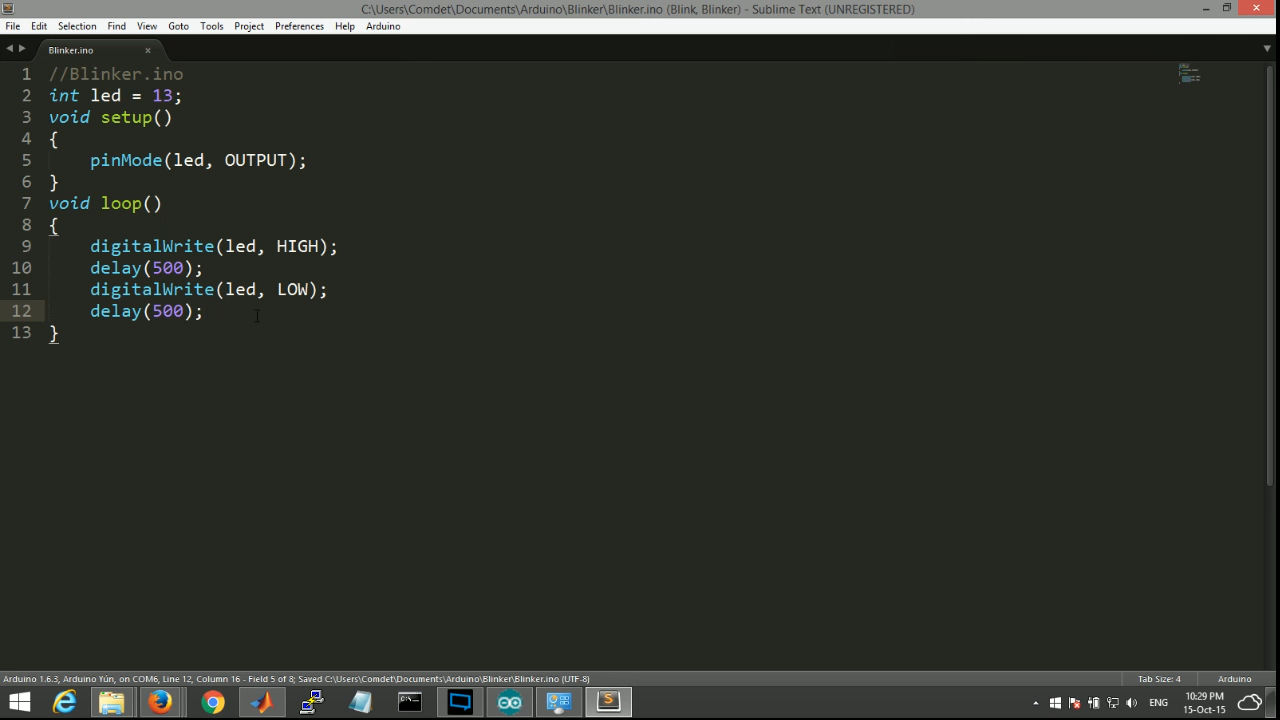 C:\Users\Comdet\Documents\Arduino\Blinker\Blinker.ino (Blink, Blinker) - Sublime Text (UNREGISTERED)
File Edit Selection Find View Goto Tools Project Preferences Help Arduino
Blinker.ino
1 //Blinker.ino
2 int led = 13;
3 void setup()
4 {
5 pinMode(led, OUTPUT);
6 }
7 void loop()
8 {
9 digitalWrite(led, HIGH);
10 delay(500);
11 digitalWrite(led, LOW);
12 delay(500);
13 }
Arduino 1.6.3, Arduino Yún, on COM6, Line 12, Column 16 - Field 5 of 8; Saved C:\Users\Comdet\Documents\Arduino\Blinker\Blinker.ino (UTF-8) Tab Size: 4 Arduino
ENG 10:29 PM
15-Oct-15